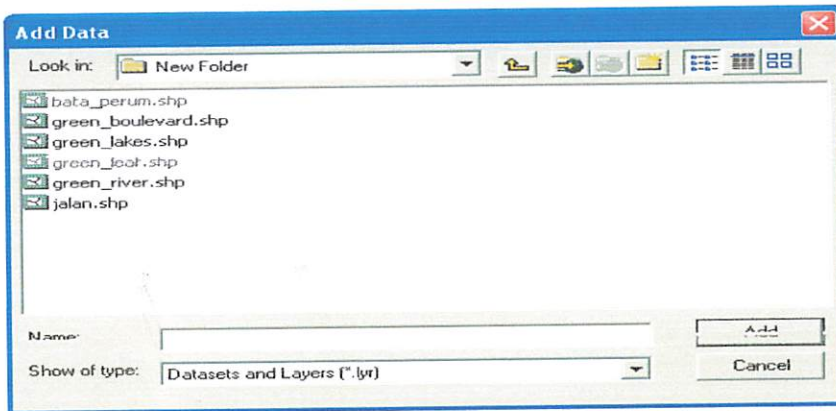 Add Data
Look in: New Folder
bata_perum.shp
green_boulevard.shp
green_lakes.shp
green_leaf.shp
green_river.shp
jalan.shp
Name:
Add
Show of type: Datasets and Layers (*.lyr)
Cancel